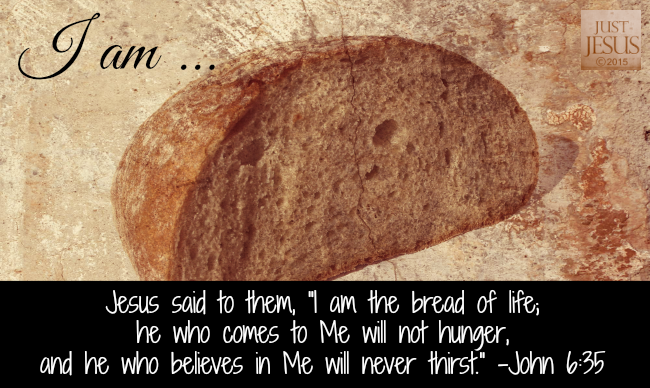 I am ...
JUST
JESUS
©2015
Jesus said to them, "I am the bread of life;
he who comes to Me will not hunger,
and he who believes in Me will never thirst." -John 6:35